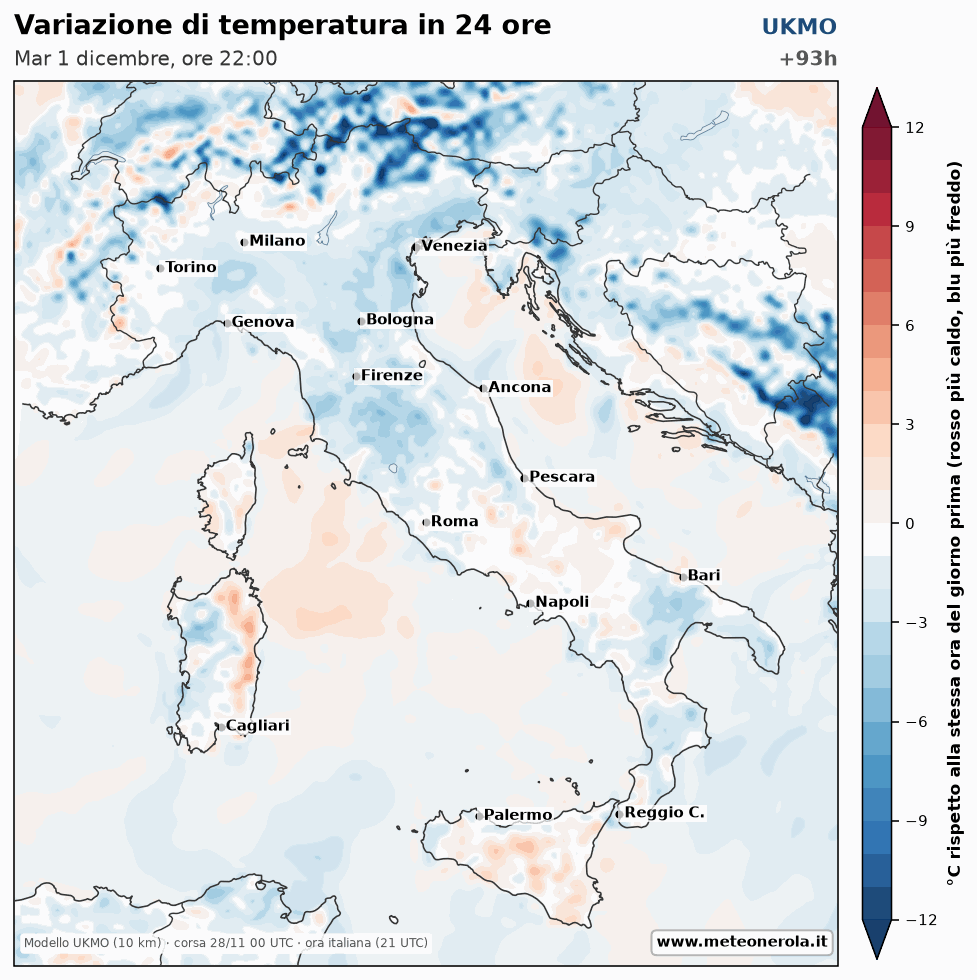 Variazione di temperatura in 24 ore
UKMO
Mar 1 dicembre, ore 22:00
+93h
Milano
Venezia
Torino
Genova
Bologna
Firenze
Ancona
Pescara
Roma
Bari
Napoli
Cagliari
Palermo
Reggio C.
12
9
6
3
0
−3
−6
−9
−12
°C rispetto alla stessa ora del giorno prima (rosso più caldo, blu più freddo)
Modello UKMO (10 km) · corsa 28/11 00 UTC · ora italiana (21 UTC)
www.meteonerola.it